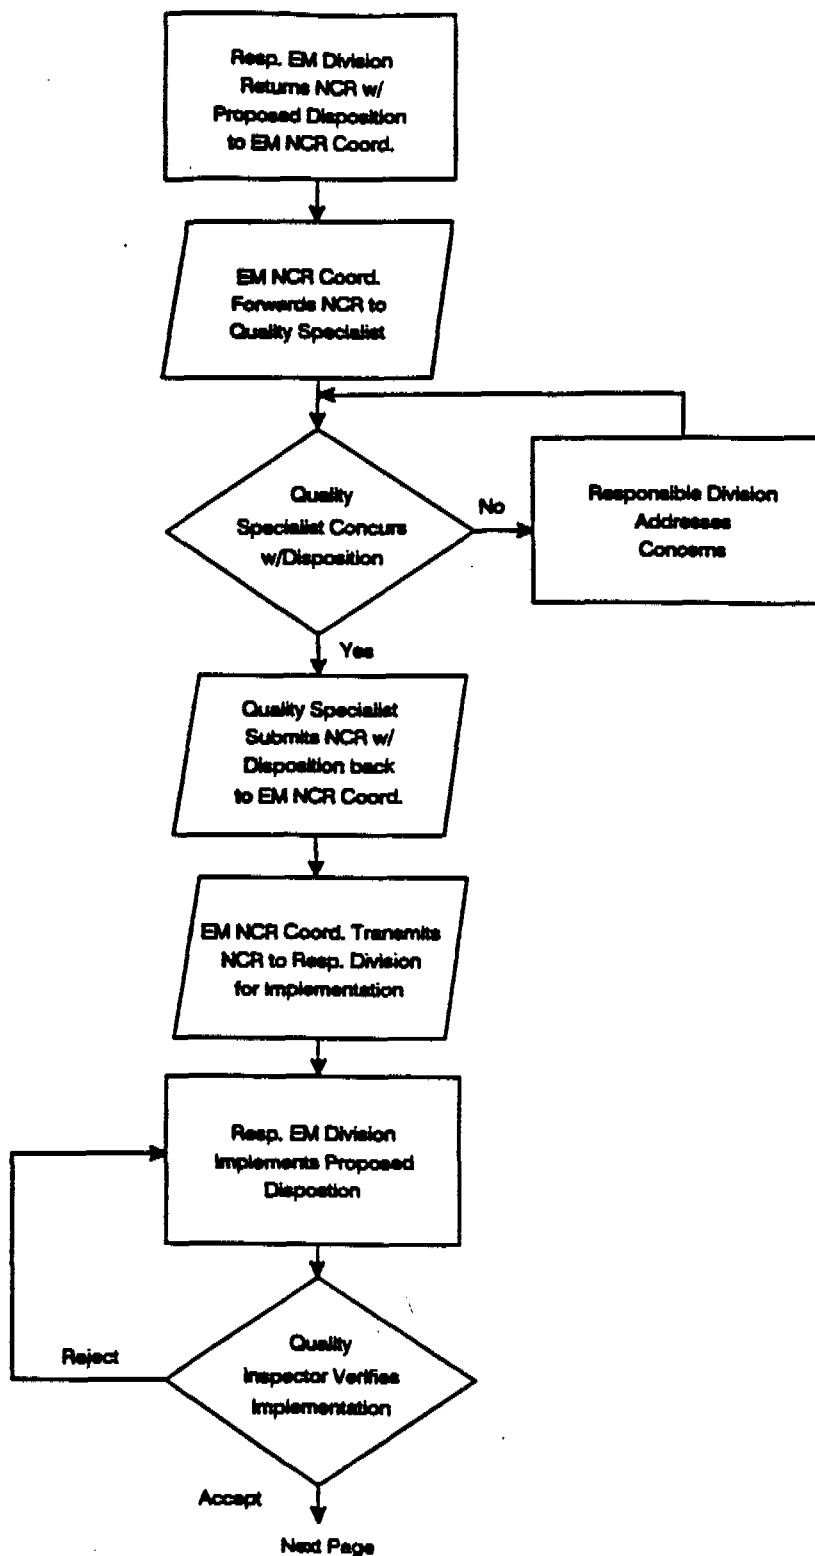 Resp. EM Division
Returns NCR w/
Proposed Disposition
to EM NCR Coord.
EM NCR Coord.
Forwards NCR to
Quality Specialist
Quality
Specialist Concurs
w/Disposition
No
Responsible Division
Addresses
Concerns
Yes
Quality Specialist
Submits NCR w/
Disposition back
to EM NCR Coord.
EM NCR Coord. Transmits
NCR to Resp. Division
for Implementation
Resp. EM Division
Implements Proposed
Dispostion
Quality
Inspector Verifies
Implementation
Reject
Accept
Next Page